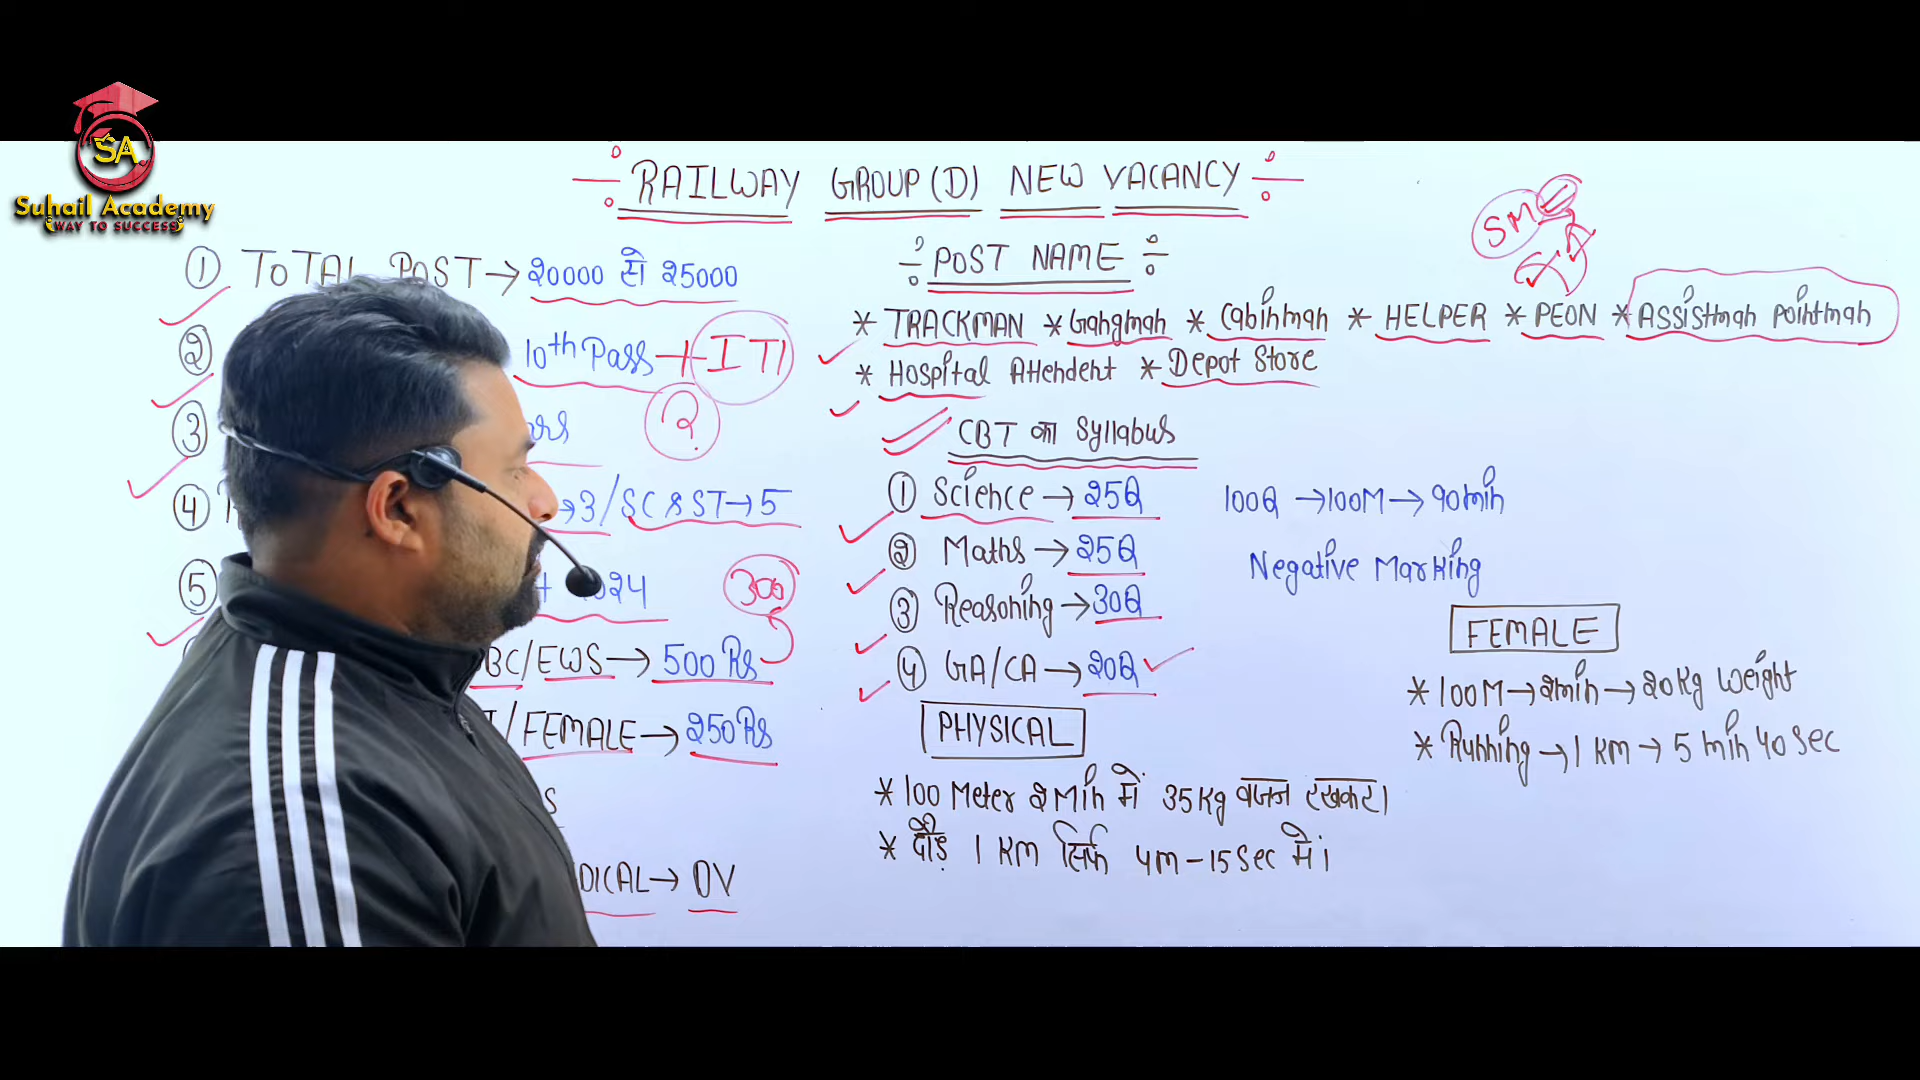 SA
Suhail Academy
WAY TO SUCCESS
RAILWAY GROUP (D) NEW VACANCY
① TOTAL POST → 20000 से 25000
② 10th Pass + ITI
③
?
④ → 3/SC & ST → 5
⑤ 300
BC/EWS → 500 Rs
/FEMALE → 250 Rs
DICAL → DV
POST NAME
SM
* TRACKMAN * Gangman * Cabinman * HELPER * PEON * ASSIStman pointman
* Hospital Attendent * Depot Store
CBT का Syllabus
① Science → 25Q
② Maths → 25Q
③ Reasoning → 30Q
④ GA/CA → 20Q
100Q → 100M → 90min
Negative Marking
PHYSICAL
* 100 Meter 2 Min में 35Kg वजन रखकर।
* दौड़ 1 KM सिर्फ 4M - 15 Sec में।
FEMALE
* 100M → 2min → 20Kg Weight
* Running → 1 KM → 5 min 40 Sec